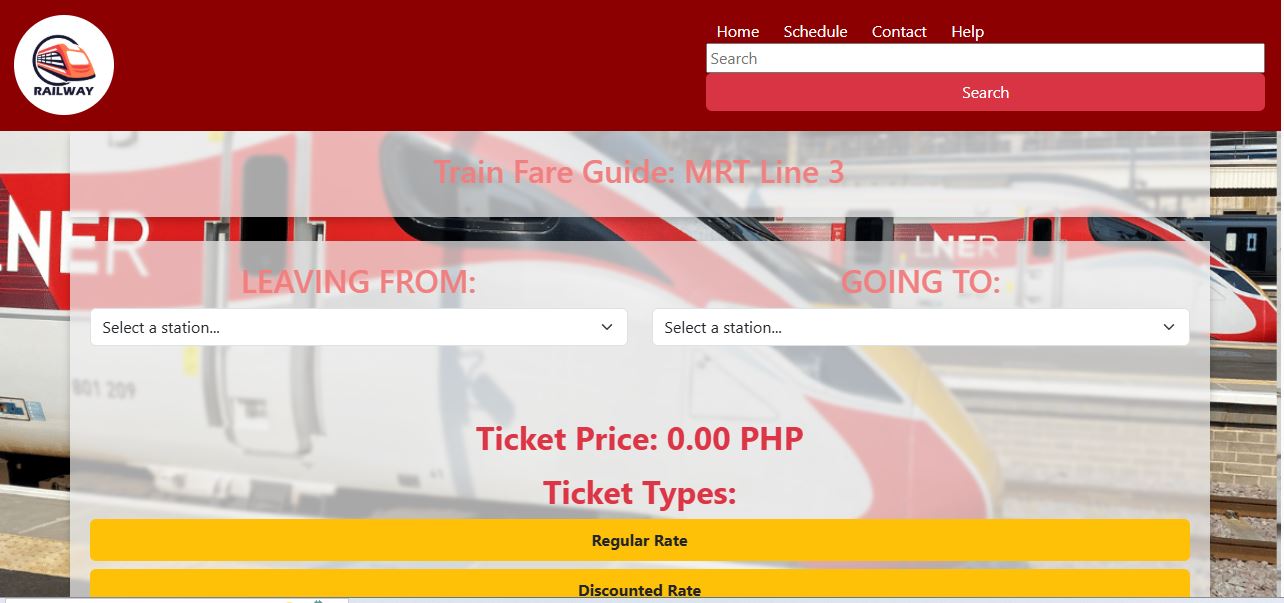 RAILWAY
Home Schedule Contact Help
Search
Search
Train Fare Guide: MRT Line 3
LNER
LNER
LEAVING FROM:
GOING TO:
Select a station...
Select a station...
801 209
Ticket Price: 0.00 PHP
Ticket Types:
Regular Rate
Discounted Rate